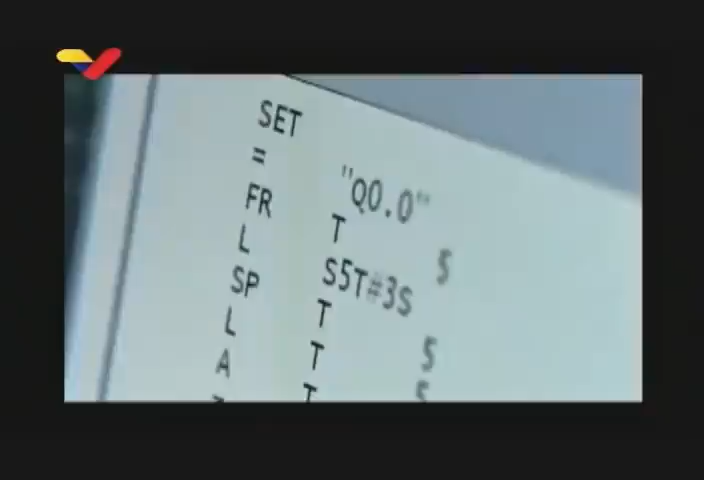 SET
= "Q0.0"
FR T 5
L S5T#3S
SP T 5
L T 5
A T